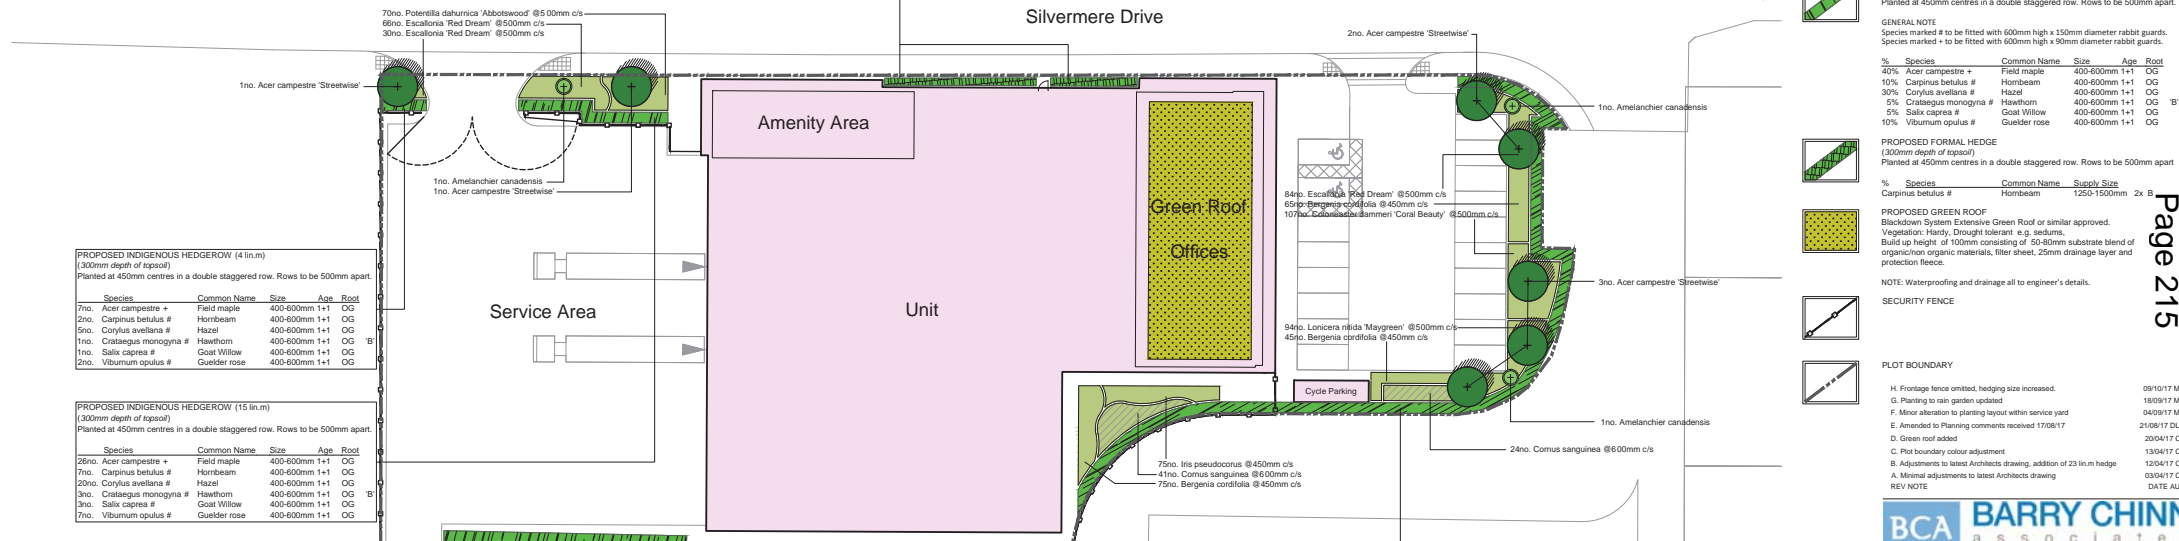 70no. Potentilla dahurnica 'Abbotswood' @500mm c/s
66no. Escallonia 'Red Dream' @500mm c/s
30no. Escallonia 'Red Dream' @500mm c/s
Silvermere Drive
2no. Acer campestre 'Streetwise'
1no. Acer campestre 'Streetwise'
Amenity Area
1no. Amelanchier canadensis
1no. Amelanchier canadensis
1no. Acer campestre 'Streetwise'
84no. Escallonia 'Red Dream' @500mm c/s
65no. Bergenia cordifolia @450mm c/s
107no. Cotoneaster dammeri 'Coral Beauty' @500mm c/s
Green Roof
Offices
Service Area
Unit
3no. Acer campestre 'Streetwise'
94no. Lonicera nitida 'Maygreen' @500mm c/s
45no. Bergenia cordifolia @450mm c/s
Cycle Parking
1no. Amelanchier canadensis
24no. Cornus sanguinea @600mm c/s
75no. Iris pseudocorus @450mm c/s
41no. Cornus sanguinea @600mm c/s
75no. Bergenia cordifolia @450mm c/s
PROPOSED INDIGENOUS HEDGEROW (4 lin.m)
(300mm depth of topsoil)
Planted at 450mm centres in a double staggered row. Rows to be 500mm apart.
Species Common Name Size Age Root
7no. Acer campestre + Field maple 400-600mm 1+1 OG
2no. Carpinus betulus # Hornbeam 400-600mm 1+1 OG
5no. Corylus avellana # Hazel 400-600mm 1+1 OG
1no. Crataegus monogyna # Hawthorn 400-600mm 1+1 OG 'B'
1no. Salix caprea # Goat Willow 400-600mm 1+1 OG
2no. Viburnum opulus # Guelder rose 400-600mm 1+1 OG
PROPOSED INDIGENOUS HEDGEROW (15 lin.m)
(300mm depth of topsoil)
Planted at 450mm centres in a double staggered row. Rows to be 500mm apart.
Species Common Name Size Age Root
26no. Acer campestre + Field maple 400-600mm 1+1 OG
7no. Carpinus betulus # Hornbeam 400-600mm 1+1 OG
20no. Corylus avellana # Hazel 400-600mm 1+1 OG
3no. Crataegus monogyna # Hawthorn 400-600mm 1+1 OG 'B'
3no. Salix caprea # Goat Willow 400-600mm 1+1 OG
7no. Viburnum opulus # Guelder rose 400-600mm 1+1 OG
Planted at 450mm centres in a double staggered row. Rows to be 500mm apart.
GENERAL NOTE
Species marked # to be fitted with 600mm high x 150mm diameter rabbit guards.
Species marked + to be fitted with 600mm high x 90mm diameter rabbit guards.
% Species Common Name Size Age Root
40% Acer campestre + Field maple 400-600mm 1+1 OG
10% Carpinus betulus # Hornbeam 400-600mm 1+1 OG
30% Corylus avellana # Hazel 400-600mm 1+1 OG
5% Crataegus monogyna # Hawthorn 400-600mm 1+1 OG 'B'
5% Salix caprea # Goat Willow 400-600mm 1+1 OG
10% Viburnum opulus # Guelder rose 400-600mm 1+1 OG
PROPOSED FORMAL HEDGE
(300mm depth of topsoil)
Planted at 450mm centres in a double staggered row. Rows to be 500mm apart
% Species Common Name Supply Size
Carpinus betulus # Hornbeam 1250-1500mm 2x B
PROPOSED GREEN ROOF
Blackdown System Extensive Green Roof or similar approved.
Vegetation: Hardy, Drought tolerant e.g. sedums,
Build up height of 100mm consisting of 50-80mm substrate blend of
organic/non organic materials, filter sheet, 25mm drainage layer and
protection fleece.
NOTE: Waterproofing and drainage all to engineer's details.
SECURITY FENCE
PLOT BOUNDARY
H. Frontage fence omitted, hedging size increased. 09/10/17 M
G. Planting to rain garden updated 18/09/17 M
F. Minor alteration to planting layout within service yard 04/09/17 M
E. Amended to Planning comments received 17/08/17 21/08/17 DL
D. Green roof added 20/04/17 C
C. Plot boundary colour adjustment 13/04/17 C
B. Adjustments to latest Architects drawing, addition of 23 lin.m hedge 12/04/17 C
A. Minimal adjustments to latest Architects drawing 03/04/17 C
REV NOTE DATE AU
BCA BARRY CHINN
associate
Page 215